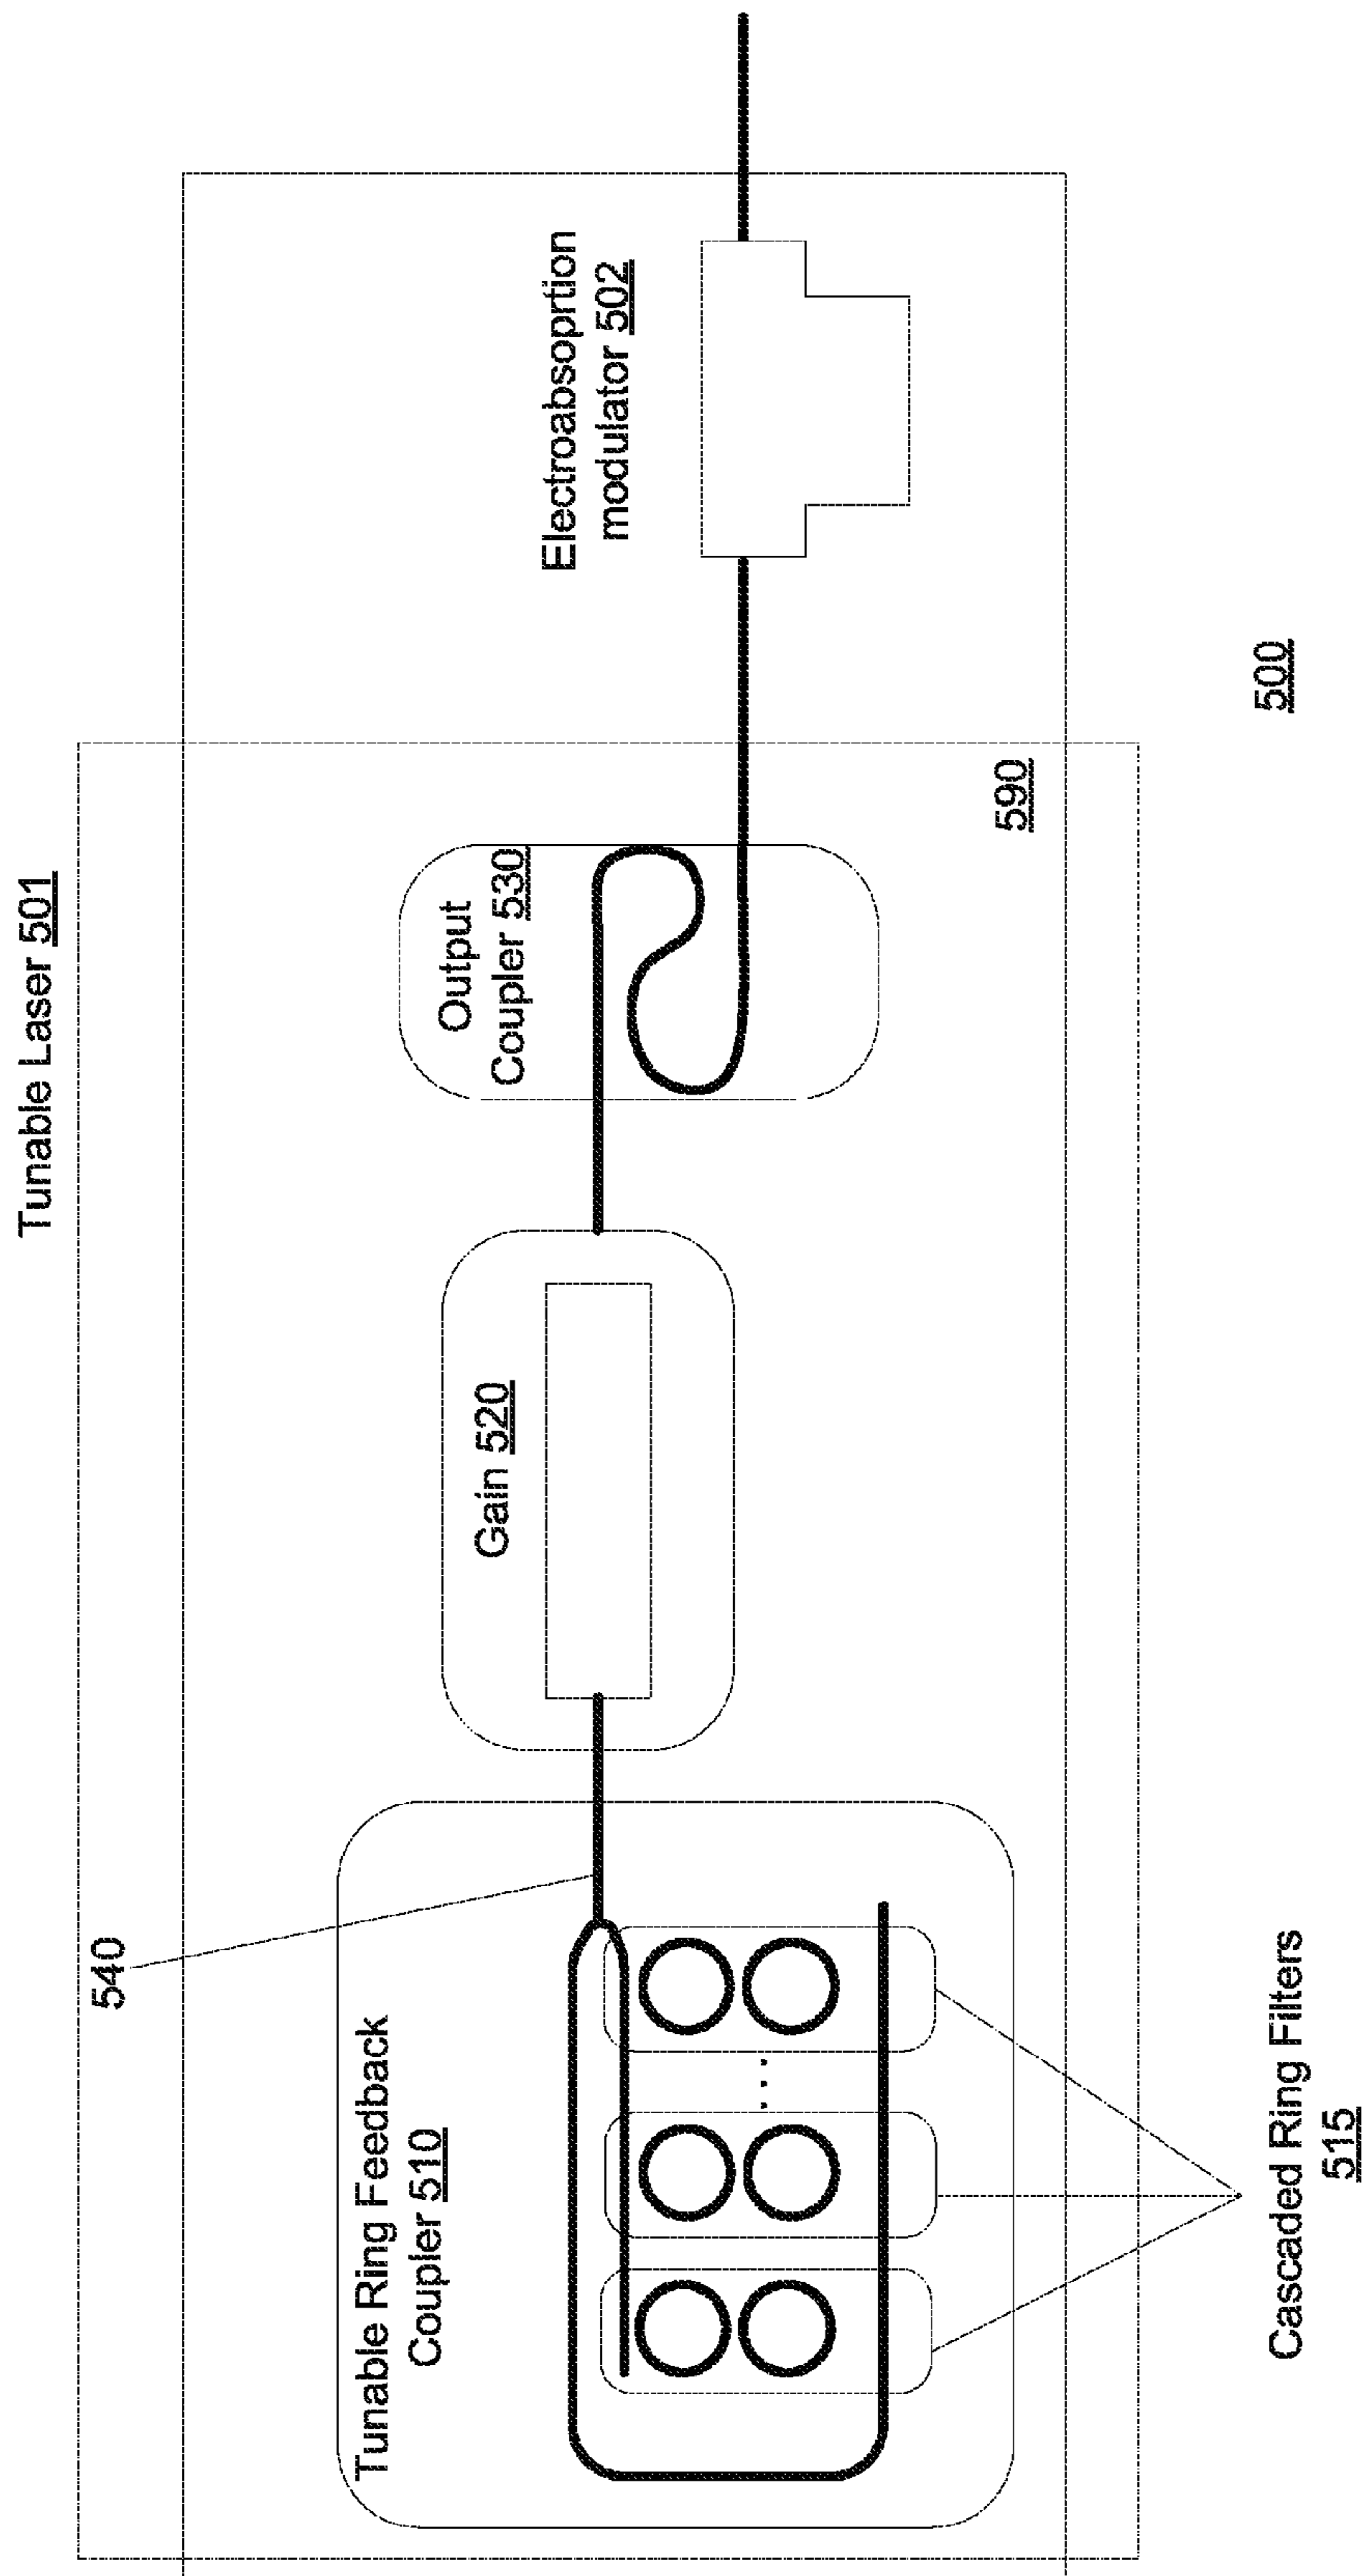 Tunable Laser 501
540
Tunable Ring Feedback
Coupler 510
Gain 520
Output
Coupler 530
Electroabsoprtion
modulator 502
...
590
Cascaded Ring Filters
515
500